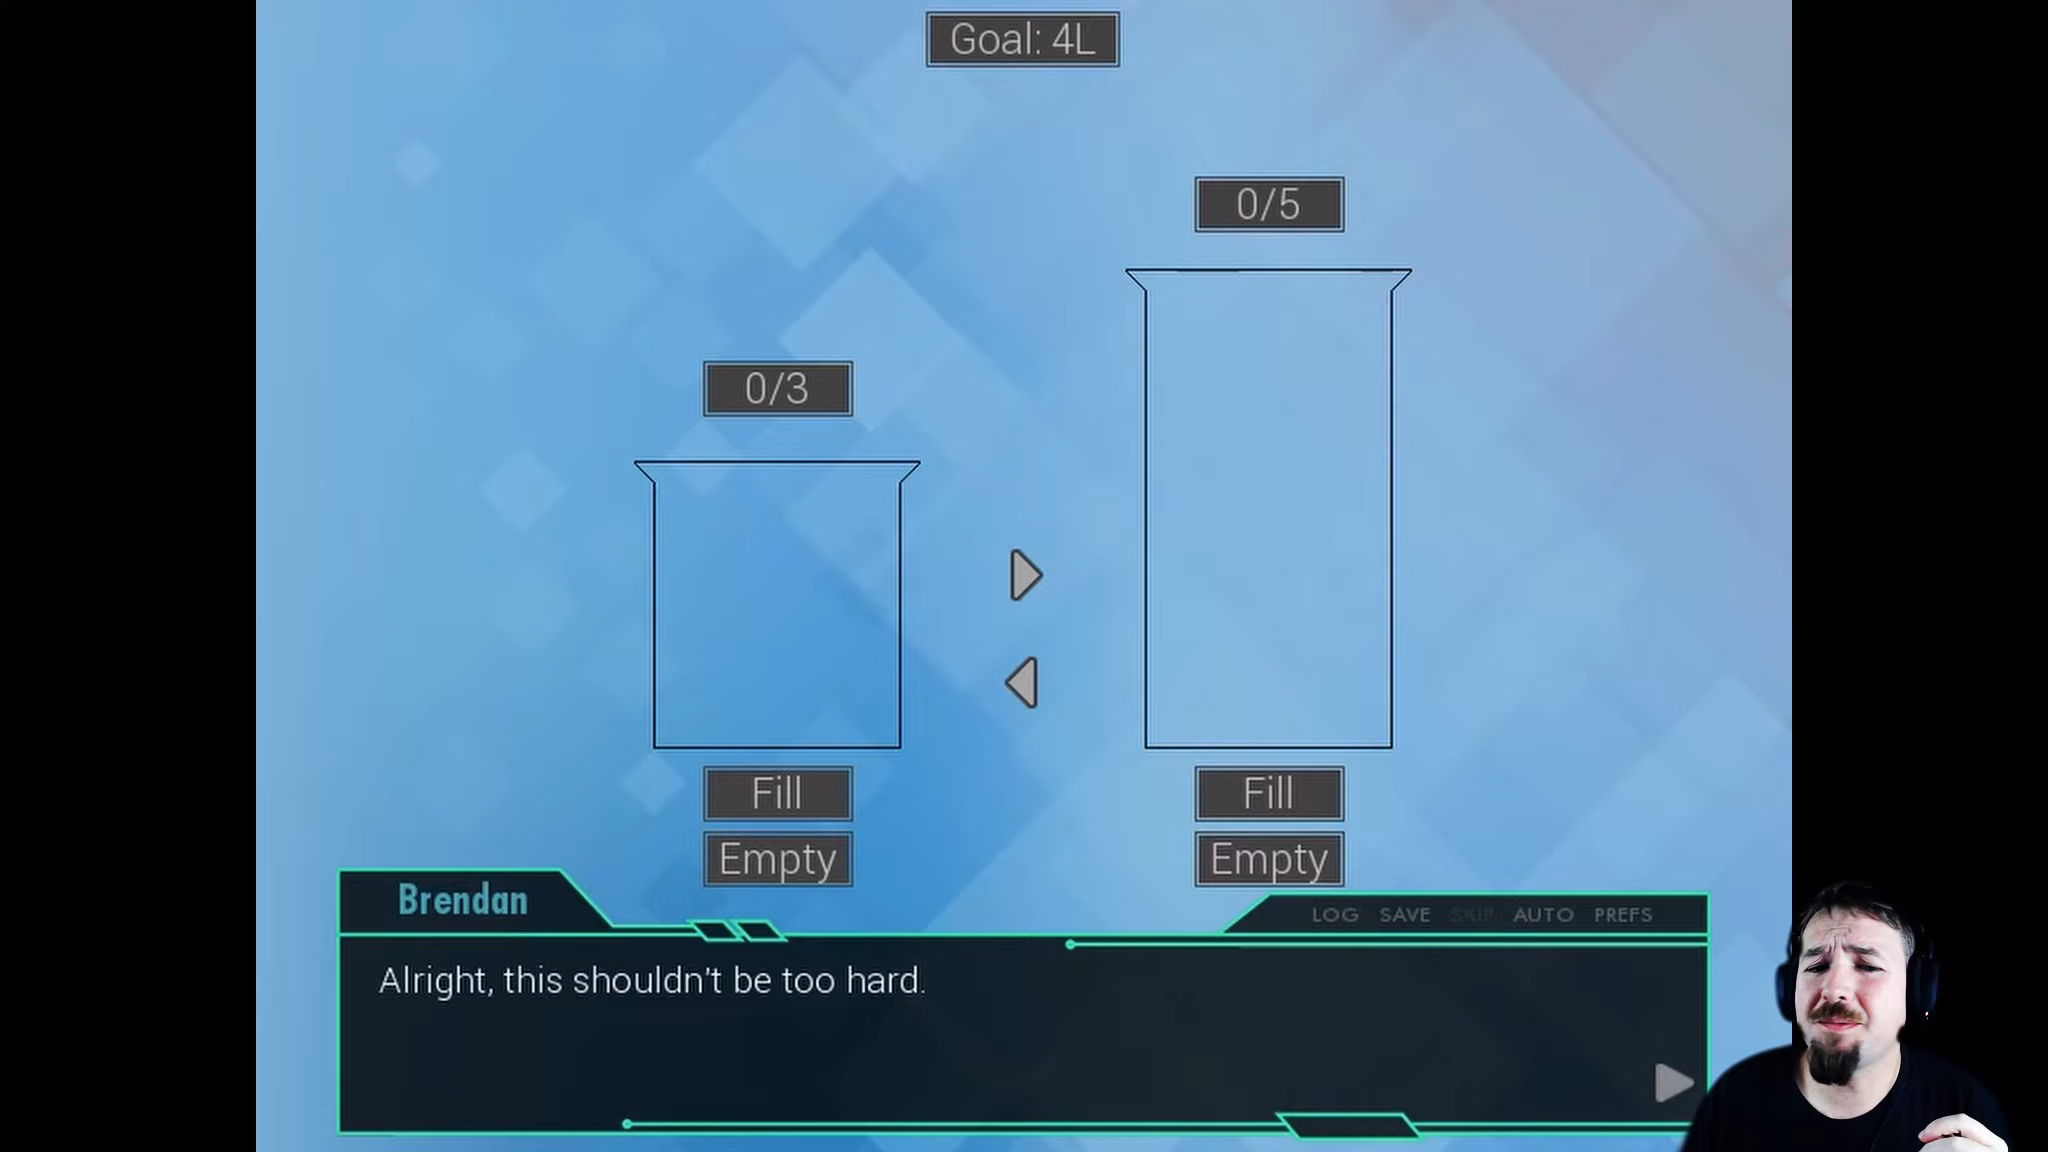 Goal: 4L
0/5
0/3
Fill
Fill
Empty
Empty
Brendan
LOG SAVE SKIP AUTO PREFS
Alright, this shouldn't be too hard.